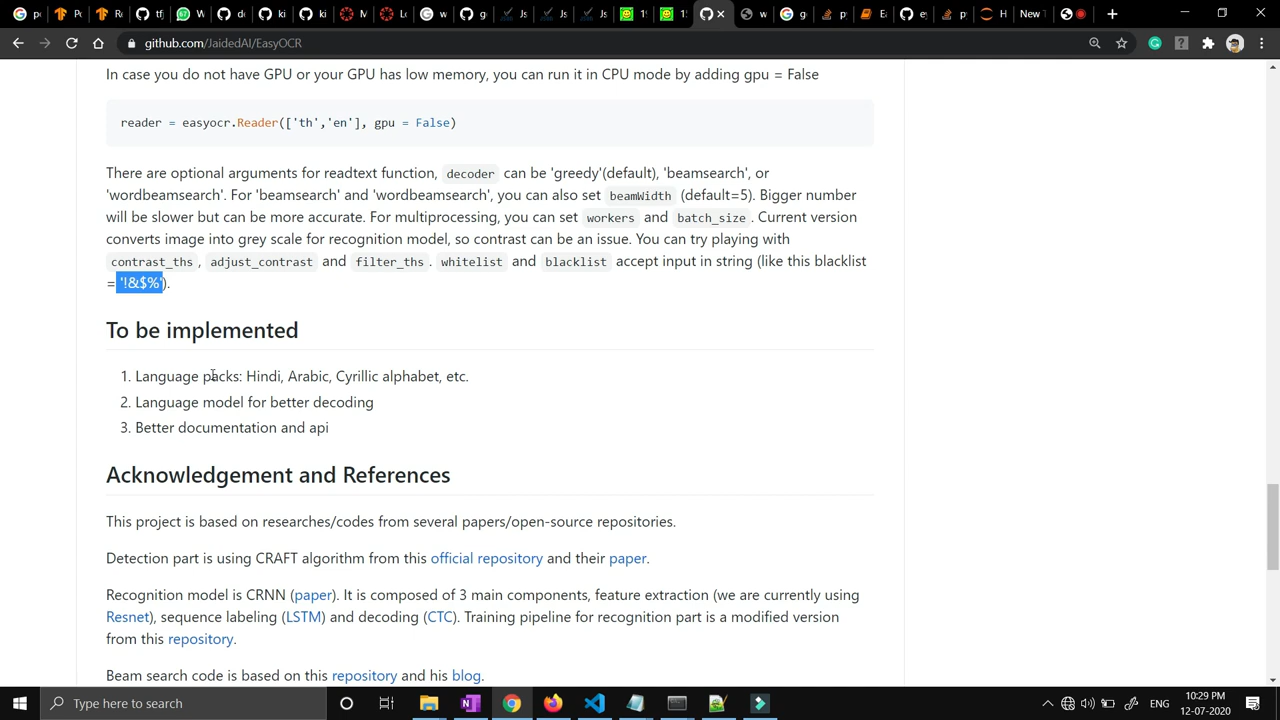 github.com/JaidedAI/EasyOCR
In case you do not have GPU or your GPU has low memory, you can run it in CPU mode by adding gpu = False
reader = easyocr.Reader(['th','en'], gpu = False)
There are optional arguments for readtext function, decoder can be 'greedy'(default), 'beamsearch', or
'wordbeamsearch'. For 'beamsearch' and 'wordbeamsearch', you can also set beamWidth (default=5). Bigger number
will be slower but can be more accurate. For multiprocessing, you can set workers and batch_size. Current version
converts image into grey scale for recognition model, so contrast can be an issue. You can try playing with
contrast_ths, adjust_contrast and filter_ths. whitelist and blacklist accept input in string (like this blacklist
= '!&$%').
To be implemented
1. Language packs: Hindi, Arabic, Cyrillic alphabet, etc.
2. Language model for better decoding
3. Better documentation and api
Acknowledgement and References
This project is based on researches/codes from several papers/open-source repositories.
Detection part is using CRAFT algorithm from this official repository and their paper.
Recognition model is CRNN (paper). It is composed of 3 main components, feature extraction (we are currently using
Resnet), sequence labeling (LSTM) and decoding (CTC). Training pipeline for recognition part is a modified version
from this repository.
Beam search code is based on this repository and his blog.
Type here to search
ENG
10:29 PM
12-07-2020